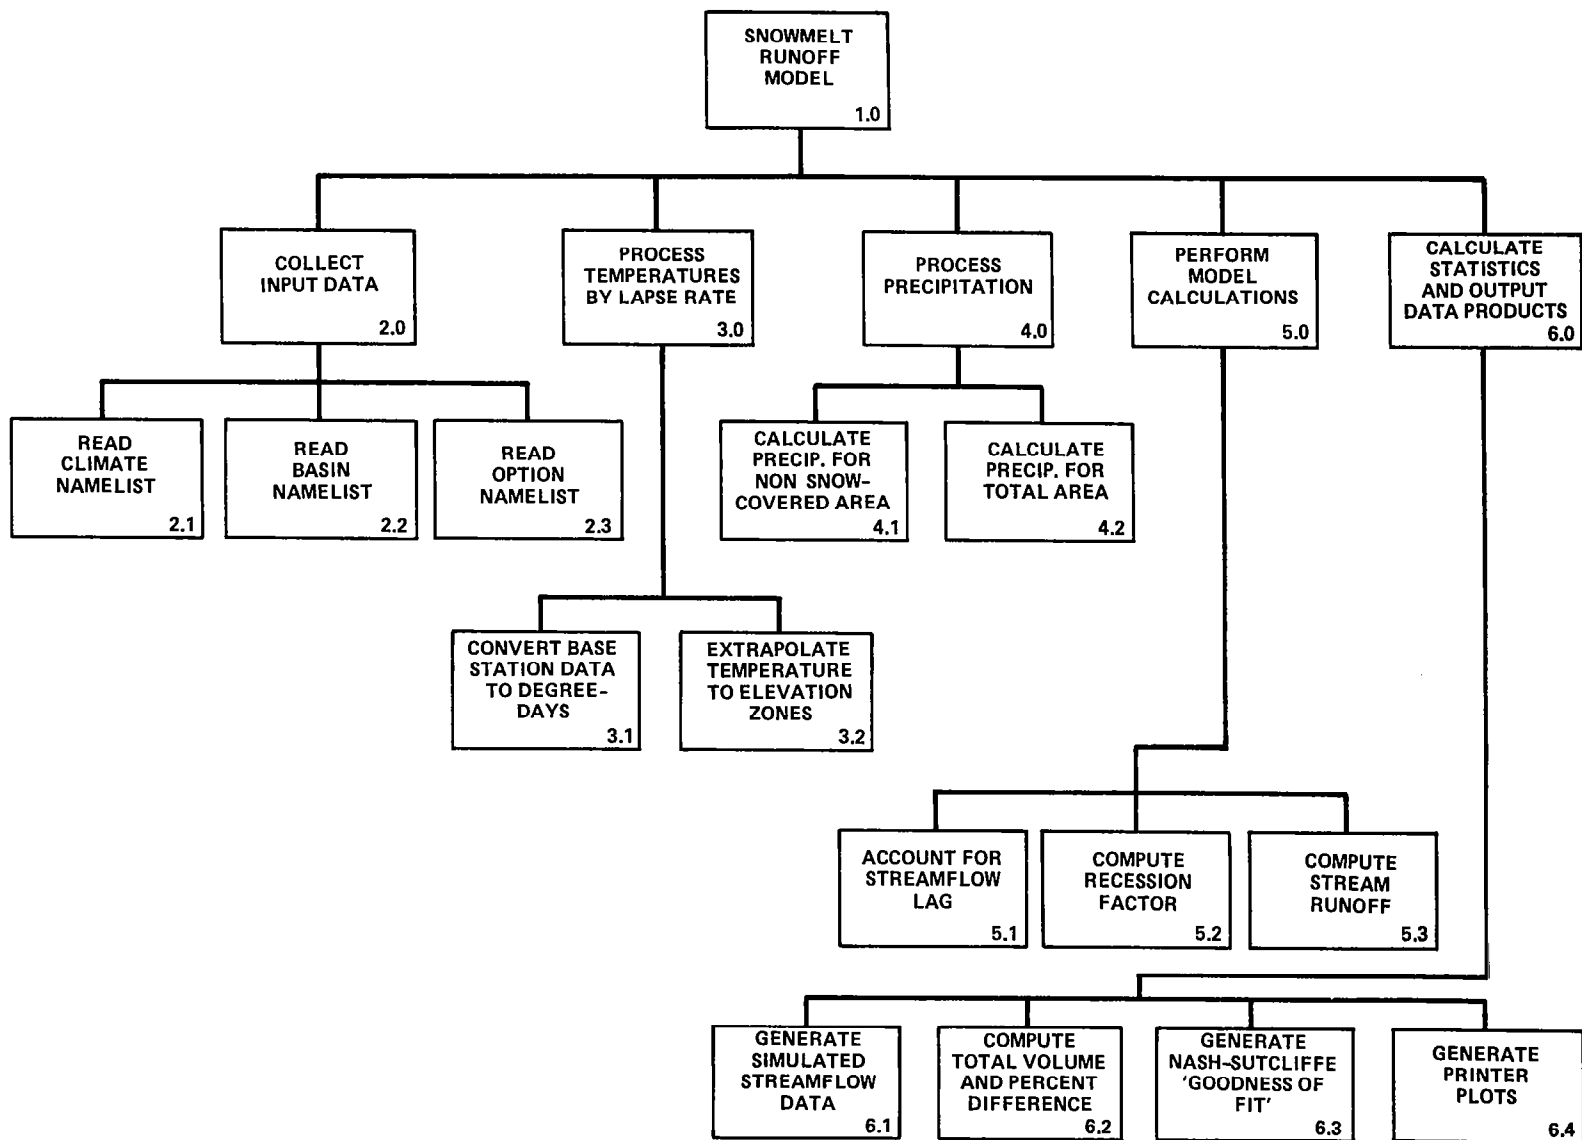 SNOWMELT
RUNOFF
MODEL
1.0
COLLECT
INPUT DATA
2.0
PROCESS
TEMPERATURES
BY LAPSE RATE
3.0
PROCESS
PRECIPITATION
4.0
PERFORM
MODEL
CALCULATIONS
5.0
CALCULATE
STATISTICS
AND OUTPUT
DATA PRODUCTS
6.0
READ
CLIMATE
NAMELIST
2.1
READ
BASIN
NAMELIST
2.2
READ
OPTION
NAMELIST
2.3
CALCULATE
PRECIP. FOR
NON SNOW-
COVERED AREA
4.1
CALCULATE
PRECIP. FOR
TOTAL AREA
4.2
CONVERT BASE
STATION DATA
TO DEGREE-
DAYS
3.1
EXTRAPOLATE
TEMPERATURE
TO ELEVATION
ZONES
3.2
ACCOUNT FOR
STREAMFLOW
LAG
5.1
COMPUTE
RECESSION
FACTOR
5.2
COMPUTE
STREAM
RUNOFF
5.3
GENERATE
SIMULATED
STREAMFLOW
DATA
6.1
COMPUTE
TOTAL VOLUME
AND PERCENT
DIFFERENCE
6.2
GENERATE
NASH-SUTCLIFFE
'GOODNESS OF
FIT'
6.3
GENERATE
PRINTER
PLOTS
6.4